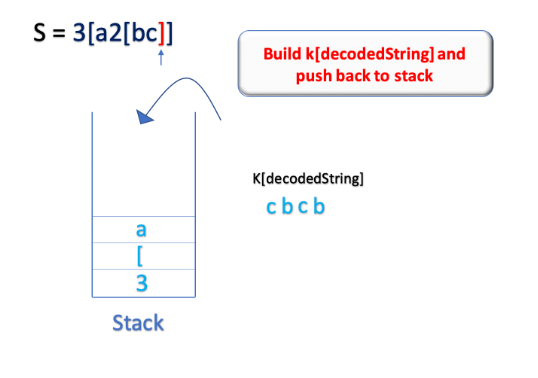 S = 3[a2[bc]]
Build k[decodedString] and
push back to stack
K[decodedString]
c b c b
a
[
3
Stack